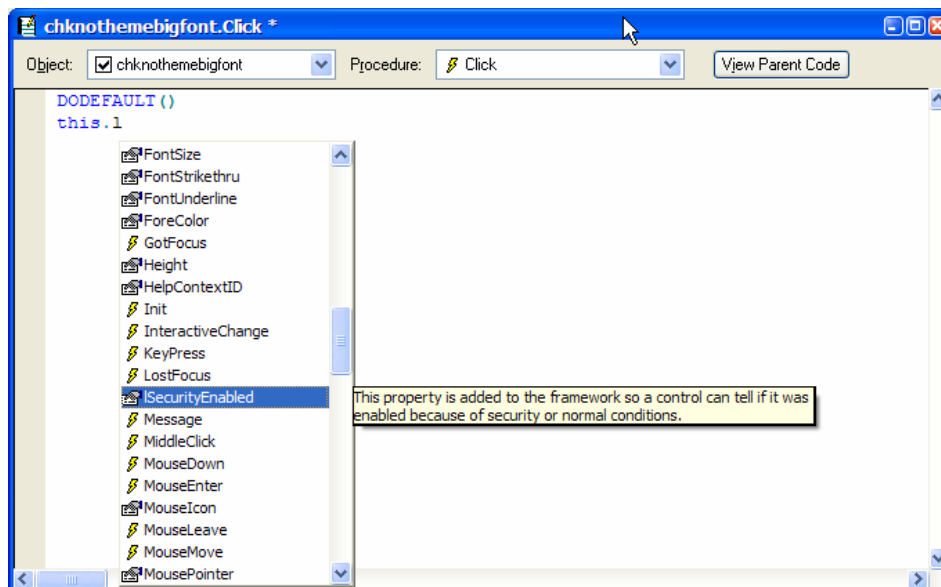 chknothemebigfont.Click *
Object: chknothemebigfont Procedure: Click View Parent Code
DODEFAULT()
this.l
FontSize
FontStrikethru
FontUnderline
ForeColor
GotFocus
Height
HelpContextID
Init
InteractiveChange
KeyPress
LostFocus
lSecurityEnabled
This property is added to the framework so a control can tell if it was
enabled because of security or normal conditions.
Message
MiddleClick
MouseDown
MouseEnter
MouseIcon
MouseLeave
MouseMove
MousePointer